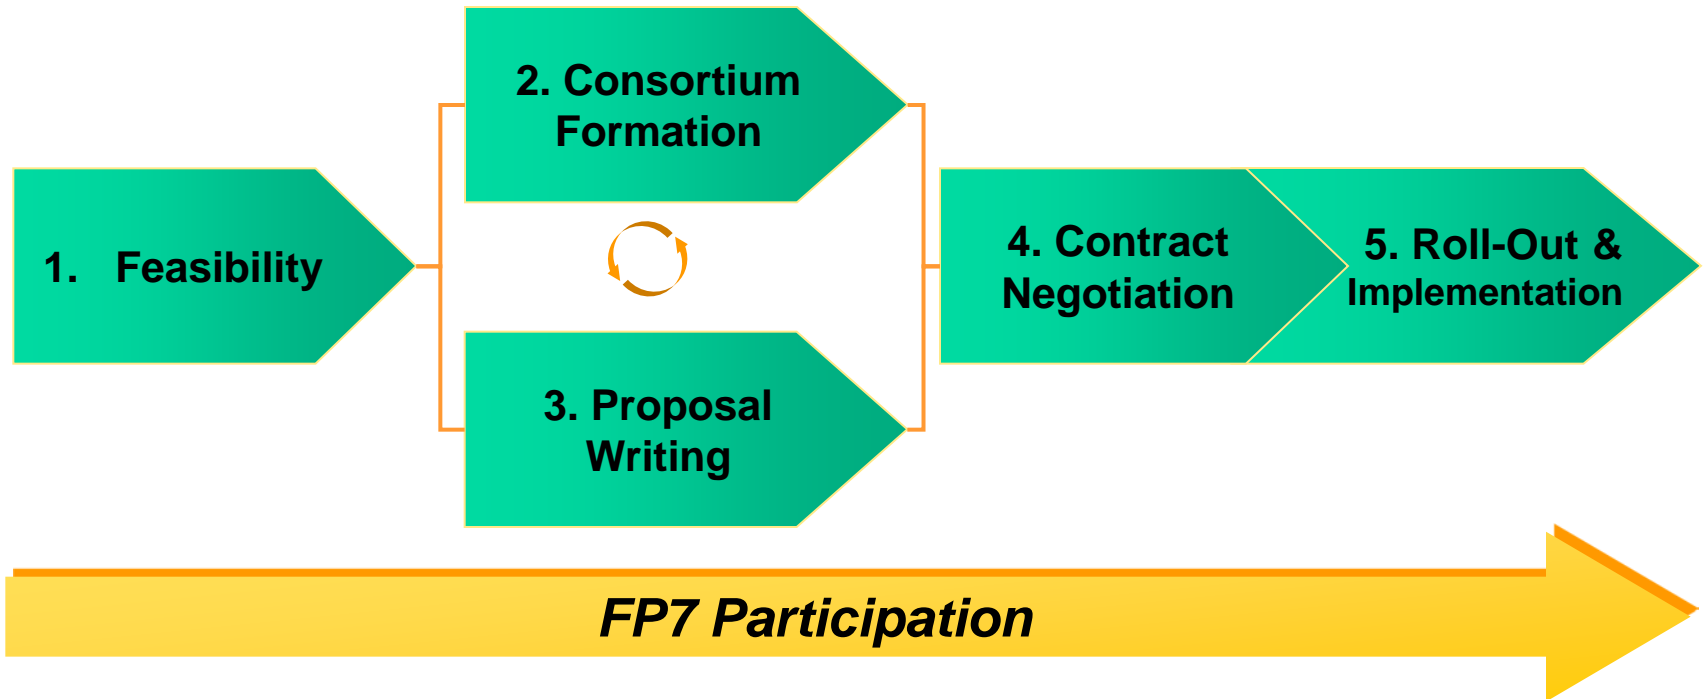 1. Feasibility
2. Consortium
Formation
3. Proposal
Writing
4. Contract
Negotiation
5. Roll-Out &
Implementation
FP7 Participation